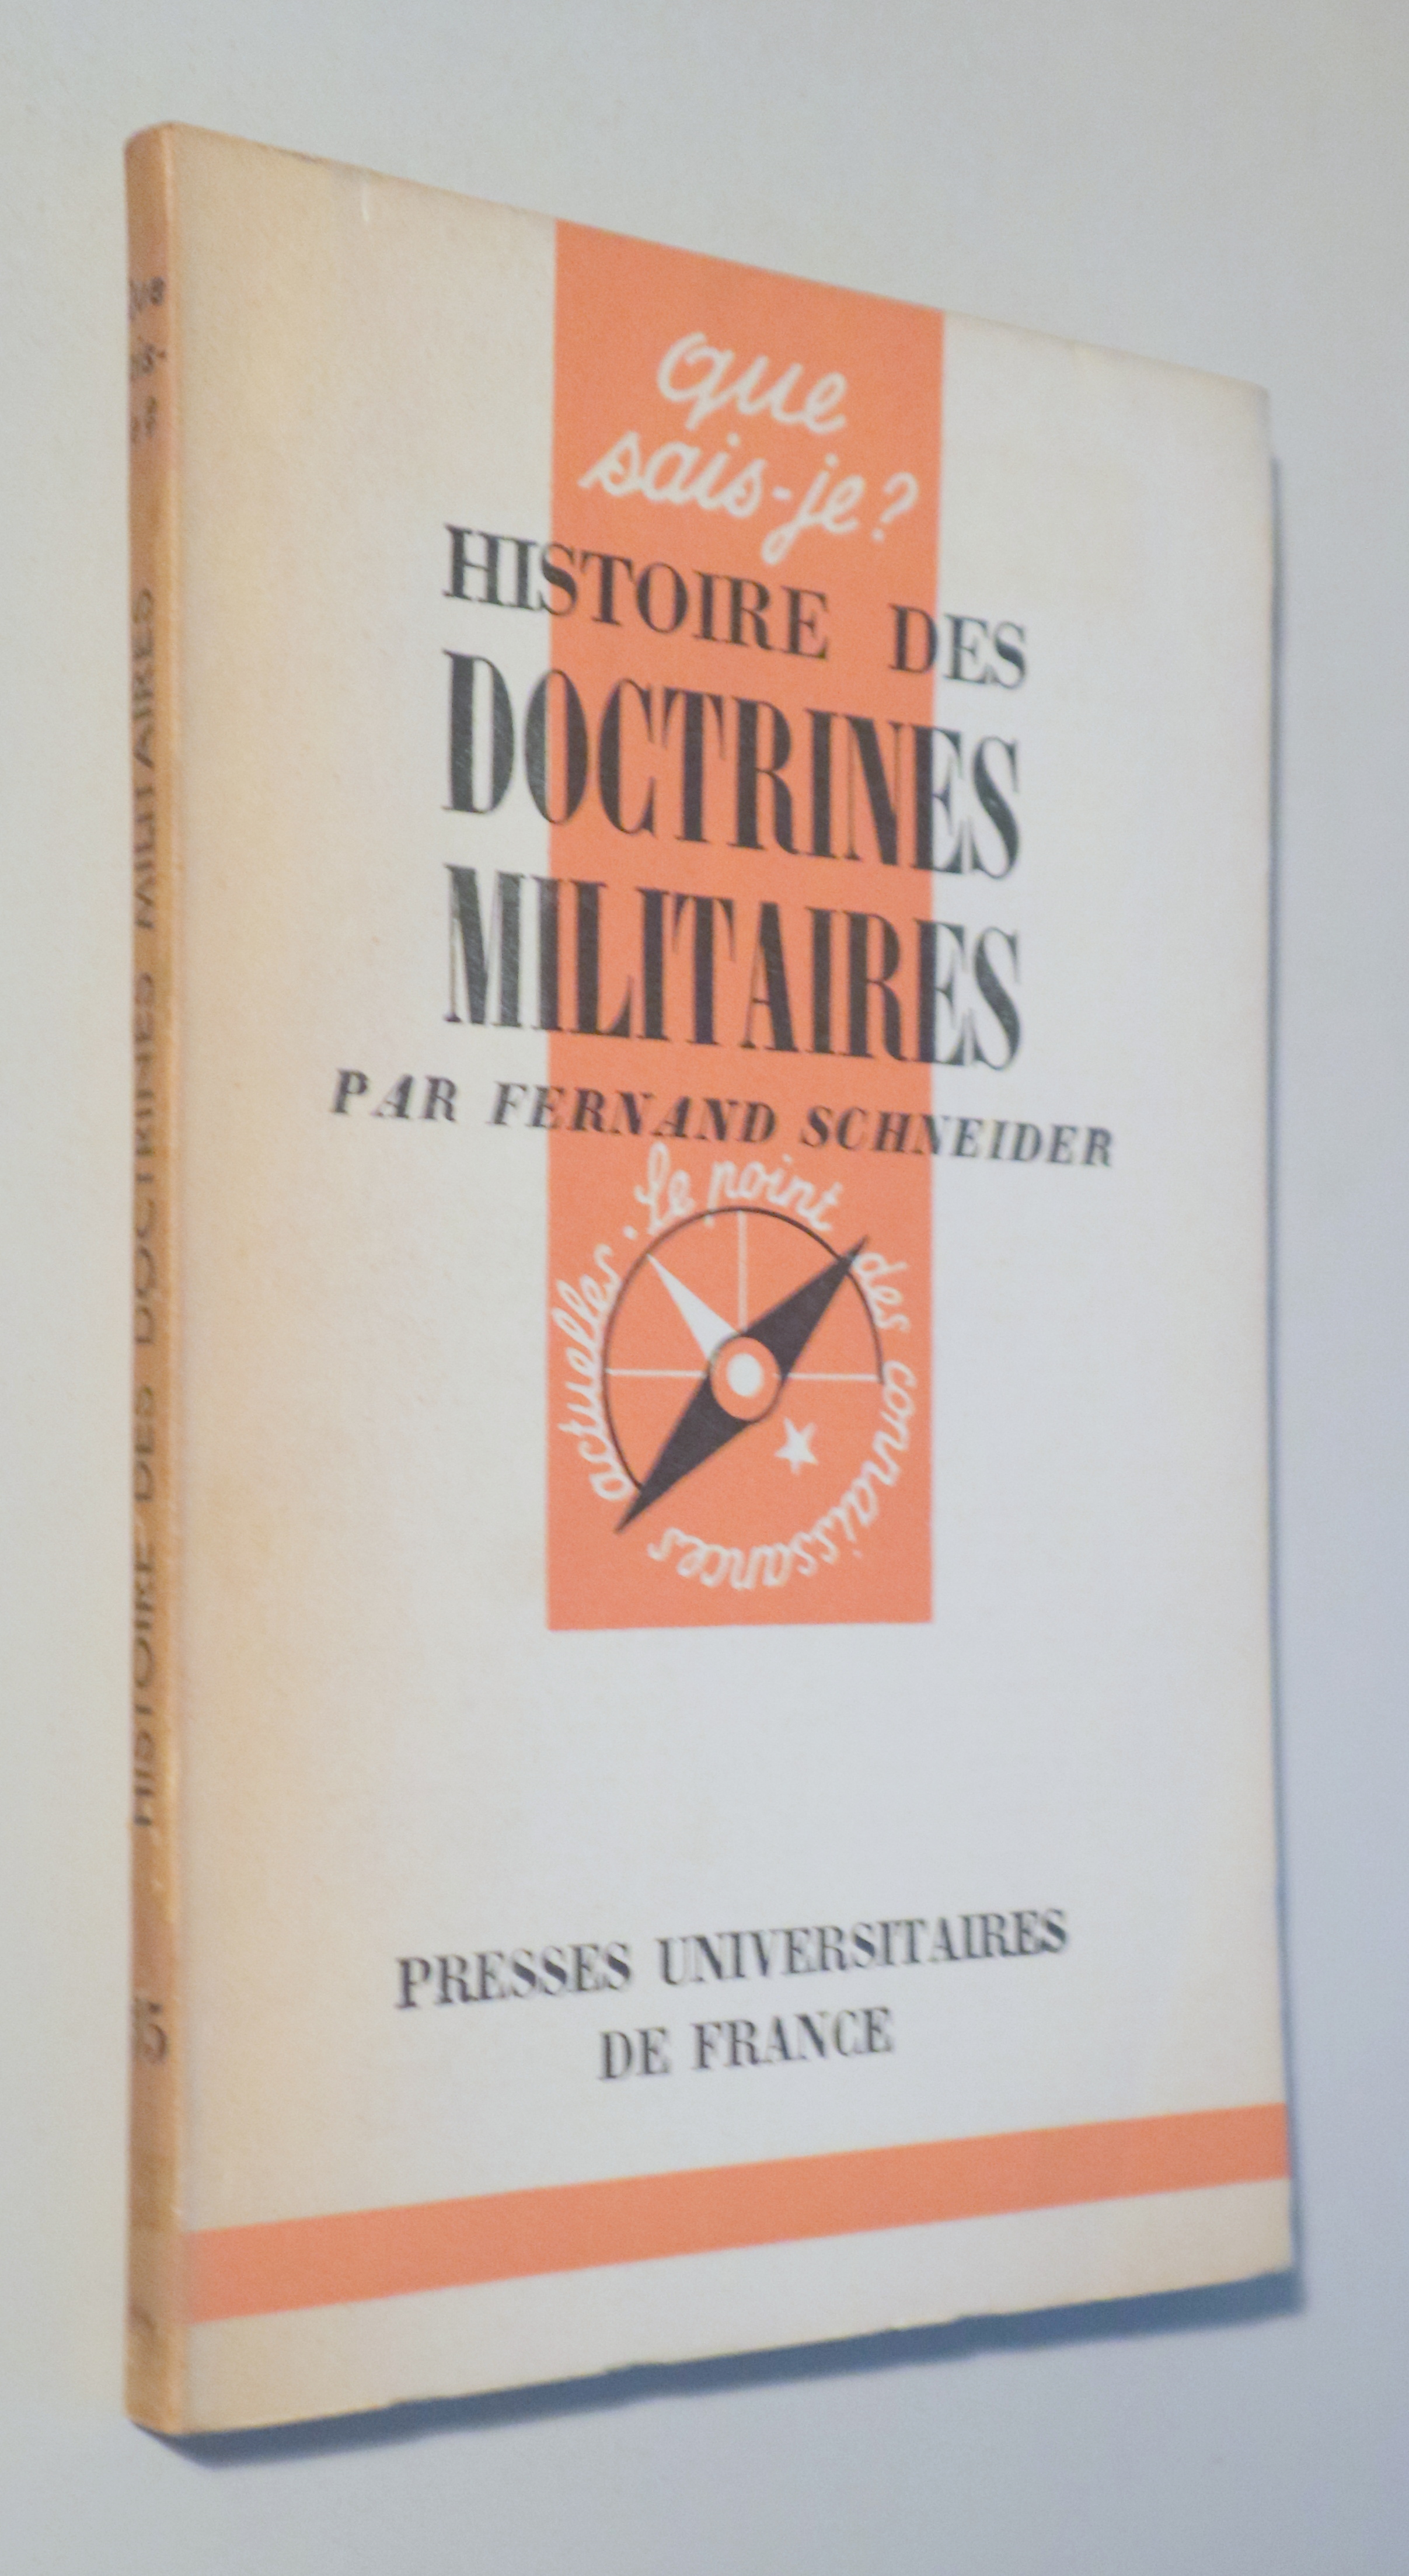 que
sais-je?
HISTOIRE DES
DOCTRINES
MILITAIRES
PAR FERNAND SCHNEIDER
le point des connaissances actuelles.
PRESSES UNIVERSITAIRES
DE FRANCE
HISTOIRE DES DOCTRINES MILITAIRES